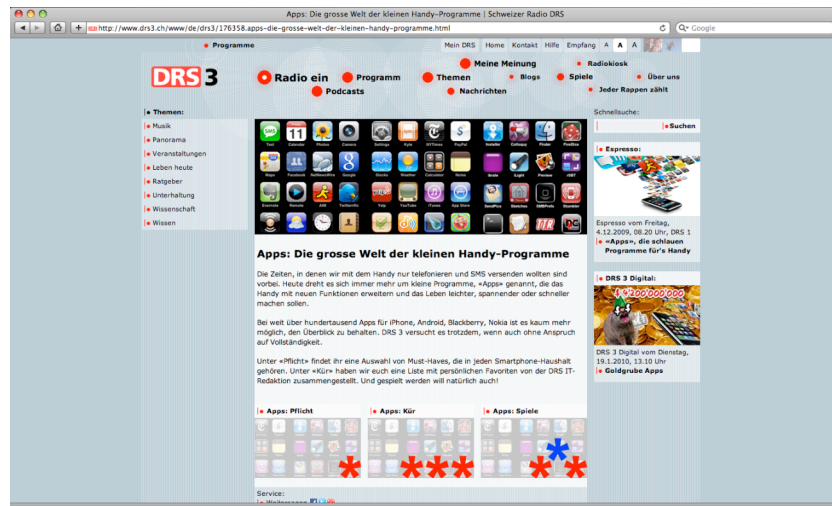 Apps: Die grosse Welt der kleinen Handy-Programme | Schweizer Radio DRS
http://www.drs3.ch/www/de/drs3/176358.apps-die-grosse-welt-der-kleinen-handy-programme.html
Google
Programme
Mein DRS Home Kontakt Hilfe Empfang A A A
DRS 3
Radio ein
Podcasts
Programm
Themen
Meine Meinung
Blogs
Nachrichten
Radiokiosk
Spiele
Über uns
Jeder Rappen zählt
Themen:
Musik
Panorama
Veranstaltungen
Leben heute
Ratgeber
Unterhaltung
Wissenschaft
Wissen
Apps: Die grosse Welt der kleinen Handy-Programme
Die Zeiten, in denen wir mit dem Handy nur telefonieren und SMS versenden wollten sind
vorbei. Heute dreht es sich immer mehr um kleine Programme, «Apps» genannt, die das
Handy mit neuen Funktionen erweitern und das Leben leichter, spannender oder schneller
machen sollen.
Bei weit über hundertausend Apps für iPhone, Android, Blackberry, Nokia ist es kaum mehr
möglich, den Überblick zu behalten. DRS 3 versucht es trotzdem, wenn auch ohne Anspruch
auf Vollständigkeit.
Unter «Pflicht» findet ihr eine Auswahl von Must-Haves, die in jeden Smartphone-Haushalt
gehören. Unter «Kür» haben wir euch eine Liste mit persönlichen Favoriten von der DRS IT-
Redaktion zusammengestellt. Und gespielt werden will natürlich auch!
Apps: Pflicht
Apps: Kür
Apps: Spiele
Service:
Weitersagen
Schnellsuche:
Suchen
Espresso:
Espresso vom Freitag,
4.12.2009, 08.20 Uhr, DRS 1
«Apps», die schlauen
Programme für's Handy
DRS 3 Digital:
4'200'000'000
DRS 3 Digital vom Dienstag,
19.1.2010, 13.10 Uhr
Goldgrube Apps